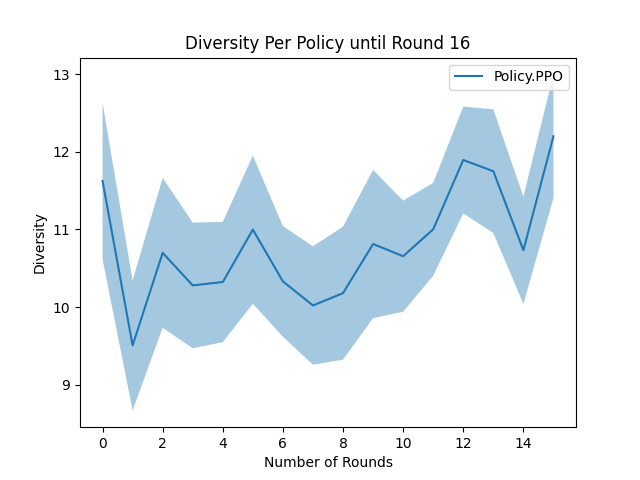 Diversity Per Policy until Round 16
Policy.PPO
13
12
11
10
9
Diversity
0 2 4 6 8 10 12 14
Number of Rounds